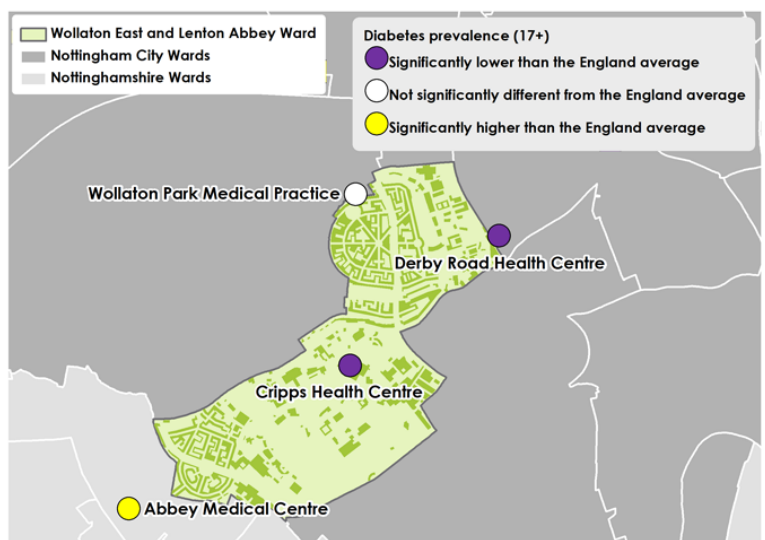 Wollaton East and Lenton Abbey Ward
Nottingham City Wards
Nottinghamshire Wards
Diabetes prevalence (17+)
Significantly lower than the England average
Not significantly different from the England average
Significantly higher than the England average
Wollaton Park Medical Practice
Derby Road Health Centre
Cripps Health Centre
Abbey Medical Centre